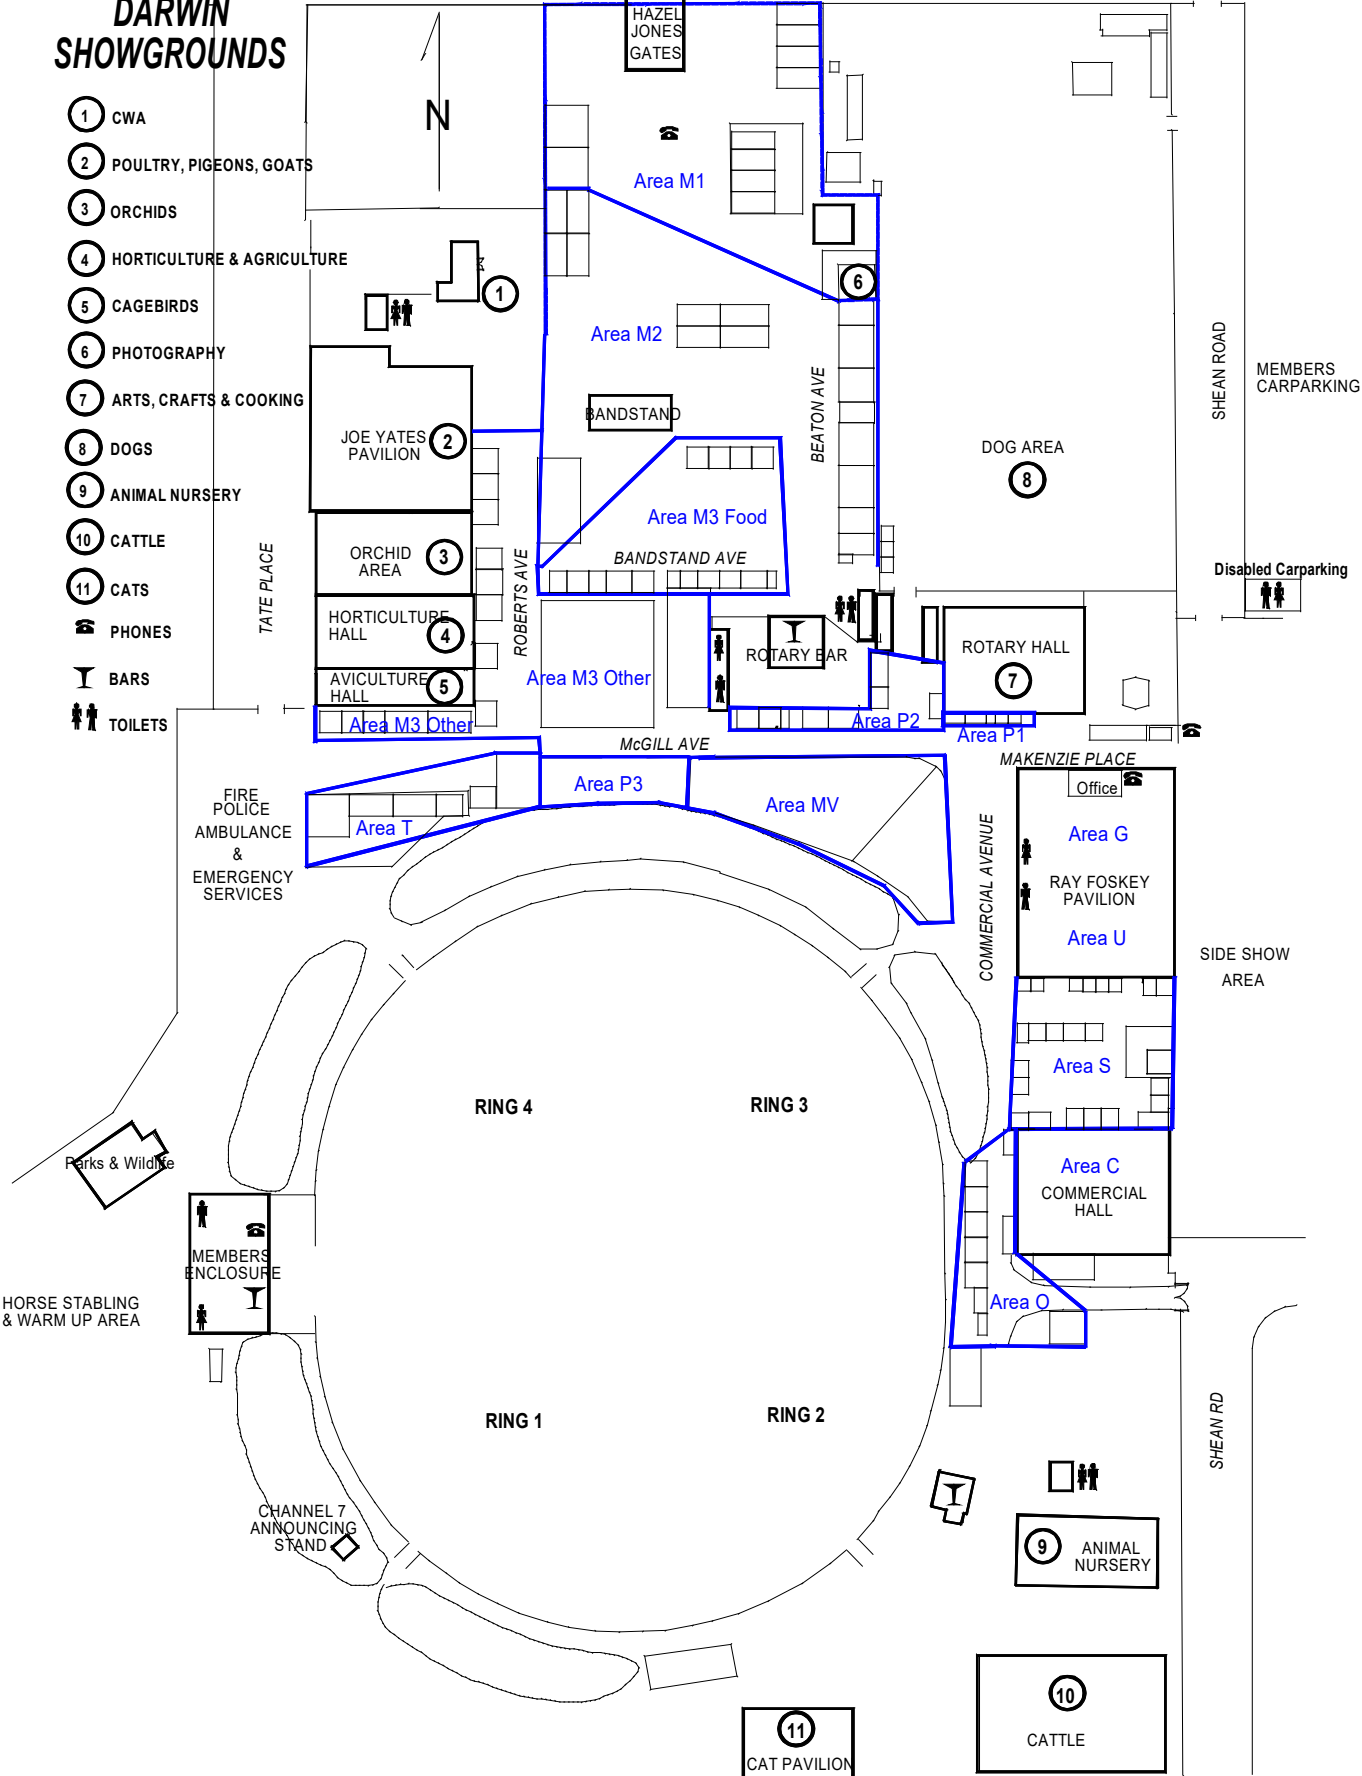 DARWIN
SHOWGROUNDS
1 CWA
2 POULTRY, PIGEONS, GOATS
3 ORCHIDS
4 HORTICULTURE & AGRICULTURE
5 CAGEBIRDS
6 PHOTOGRAPHY
7 ARTS, CRAFTS & COOKING
8 DOGS
9 ANIMAL NURSERY
10 CATTLE
11 CATS
PHONES
BARS
TOILETS
N
HAZEL
JONES
GATES
Area M1
1
6
Area M2
BANDSTAND
BEATON AVE
SHEAN ROAD
MEMBERS
CARPARKING
JOE YATES
PAVILION
2
DOG AREA
8
Area M3 Food
BANDSTAND AVE
ORCHID
AREA
3
TATE PLACE
ROBERTS AVE
Disabled Carparking
HORTICULTURE
HALL
4
ROTARY BAR
ROTARY HALL
7
AVICULTURE
HALL
5
Area M3 Other
Area M3 Other
Area P2
Area P1
McGILL AVE
MAKENZIE PLACE
Area P3
Area MV
Area T
Office
Area G
RAY FOSKEY
PAVILION
Area U
COMMERCIAL AVENUE
FIRE
POLICE
AMBULANCE
&
EMERGENCY
SERVICES
SIDE SHOW
AREA
Area S
RING 4
RING 3
Parks & Wildlife
Area C
COMMERCIAL
HALL
MEMBERS
ENCLOSURE
Area O
HORSE STABLING
& WARM UP AREA
RING 1
RING 2
SHEAN RD
CHANNEL 7
ANNOUNCING
STAND
9
ANIMAL
NURSERY
10
CATTLE
11
CAT PAVILION